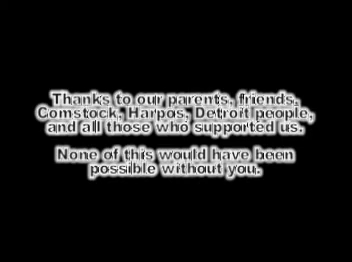 Thanks to our parents, friends,
Comstock, Harpos, Detroit people,
and all those who supported us.
None of this would have been
possible without you.